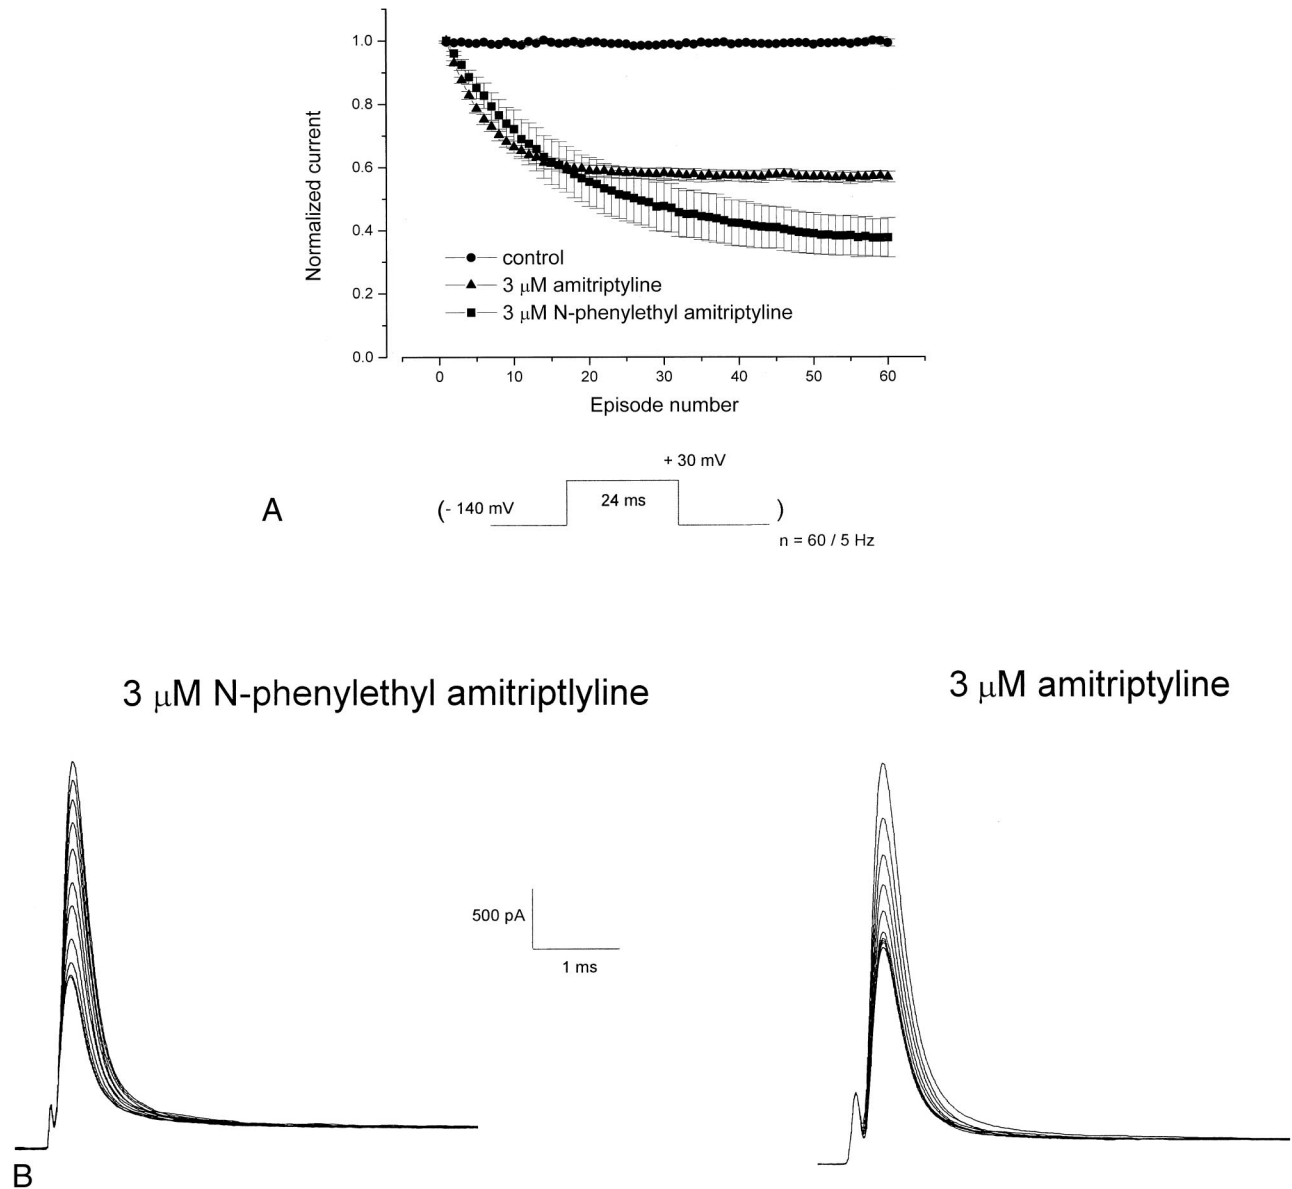 1.0
0.8
0.6
0.4
0.2
0.0
Normalized current
control
3 μM amitriptyline
3 μM N-phenylethyl amitriptyline
0 10 20 30 40 50 60
Episode number
+ 30 mV
A
(- 140 mV
24 ms
)
n = 60 / 5 Hz
3 μM N-phenylethyl amitriptlyline
3 μM amitriptyline
500 pA
1 ms
B